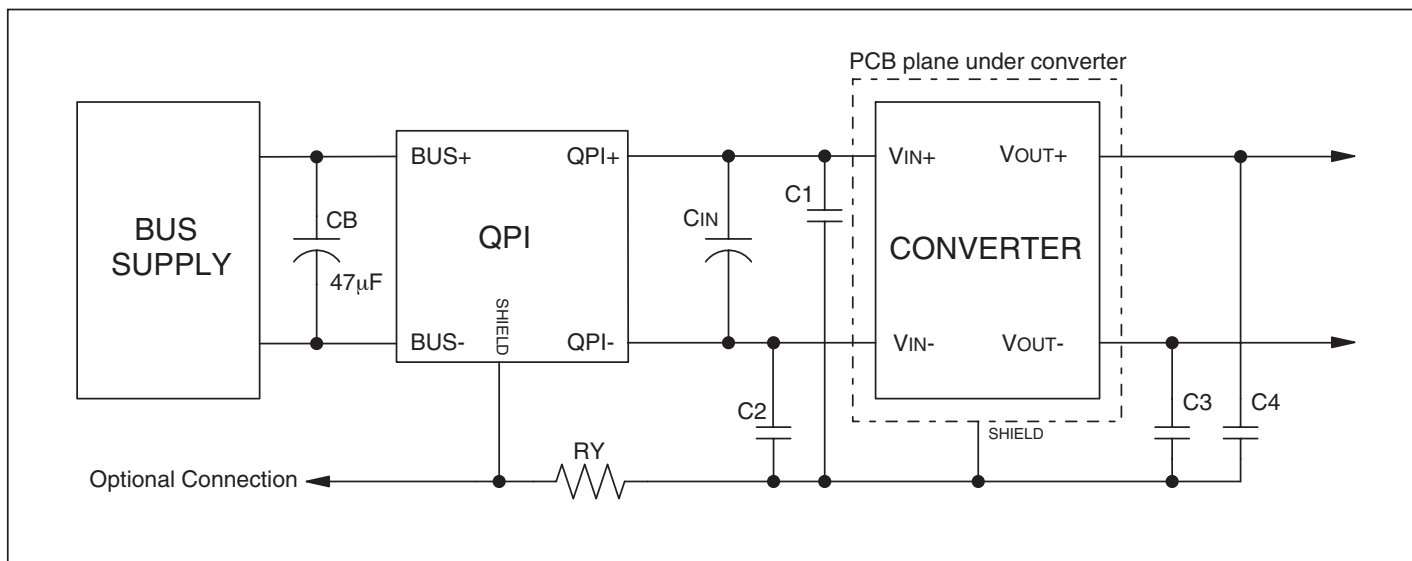 PCB plane under converter
BUS
SUPPLY
CB
47µF
BUS+
QPI+
QPI
SHIELD
BUS-
QPI-
CIN
C1
C2
VIN+
VOUT+
CONVERTER
VIN-
VOUT-
SHIELD
C3
C4
RY
Optional Connection